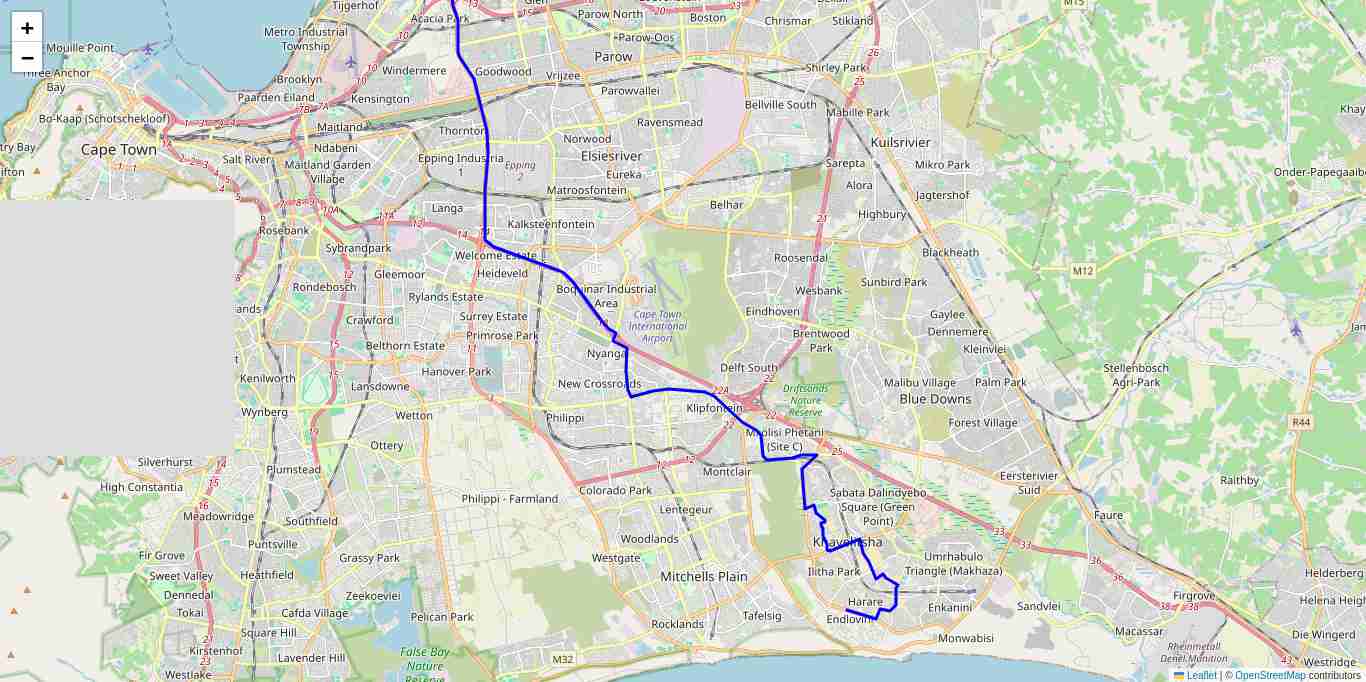 Tijgerhof
Acacia Park
Glen
Parow North
Boston
Chrismar
Stikland
M15
+
−
Metro Industrial
Township
Parow-Oos
Mouille Point
Parow
Three Anchor
Bay
Brooklyn
Windermere
Goodwood
Vrijzee
Shirley Park
Paarden Eiland
Kensington
Parowvallei
Bellville South
Mabille Park
Bo-Kaap (Schotschekloof)
Maitland
Thornton
Norwood
Ravensmead
Cape Town
Ndabeni
Elsiesriver
Kuilsrivier
Salt River
Maitland Garden
Village
Epping Industria
1
Epping
2
Eureka
Sarepta
Mikro Park
Onder-Papegaaibe
Matroosfontein
Alora
Jagtershof
Langa
Belhar
Highbury
Kalksteenfontein
Rosebank
Sybrandpark
Welcome Estate
Blackheath
Roosendal
M12
Gleemoor
Heideveld
Rondebosch
Rylands Estate
Boquinar Industrial
Area
Wesbank
Sunbird Park
Crawford
Surrey Estate
Cape Town
International
Airport
Eindhoven
Gaylee
Belthorn Estate
Primrose Park
Brentwood
Park
Dennemere
Nyanga
Kleinvlei
Hanover Park
Delft South
Stellenbosch
Agri-Park
Kenilworth
Lansdowne
New Crossroads
Driftsands
Nature
Reserve
Malibu Village
Palm Park
Blue Downs
Wynberg
Wetton
Philippi
Klipfontein
Forest Village
R44
Ottery
Mxolisi Phetani
(Site C)
Silverhurst
Plumstead
Montclair
Eersterivier
Suid
Raithby
High Constantia
Philippi - Farmland
Colorado Park
Sabata Dalindyebo
Square (Green
Point)
Meadowridge
Southfield
Lentegeur
Faure
Puntsville
Woodlands
Khayelitsha
Fir Grove
Grassy Park
Westgate
Umrhabulo
Triangle (Makhaza)
Sweet Valley
Heathfield
Mitchells Plain
Ilitha Park
Helderberg
Dennedal
Zeekoeivlei
Harare
Firgrove
Tokai
Cafda Village
Pelican Park
Tafelsig
Enkanini
Sandvlei
Helena Heigh
Square Hill
Rocklands
Endlovini
Macassar
Die Wingerd
Kirstenhof
Lavender Hill
False Bay
Nature
Reserve
Monwabisi
Rheinmetall
Denel Munition
Westlake
M32
Westridge
Leaflet | © OpenStreetMap contributors